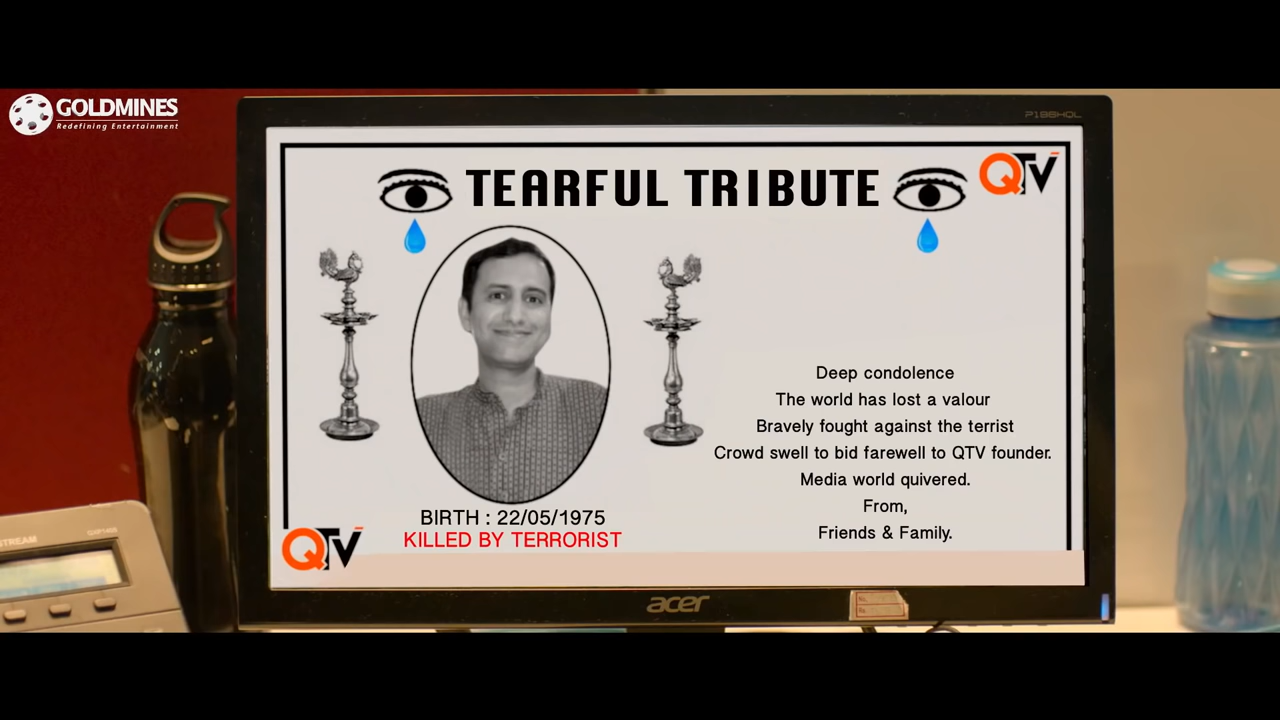 GOLDMINES
Redefining Entertainment
P186HQL
TEARFUL TRIBUTE
QTV
Deep condolence
The world has lost a valour
Bravely fought against the terrist
Crowd swell to bid farewell to QTV founder.
Media world quivered.
From,
Friends & Family.
BIRTH : 22/05/1975
KILLED BY TERRORIST
QTV
STREAM
acer